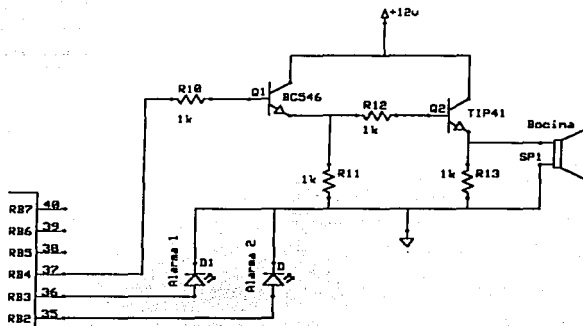 +12v
Q1
BC546
R10
1k
R12
1k
Q2
TIP41
Bocina
SP1
R11
1k
R13
1k
RB7 40
RB6 39
RB5 38
RB4 37
RB3 36
RB2 35
Alarma 1
D1
Alarma 2
D